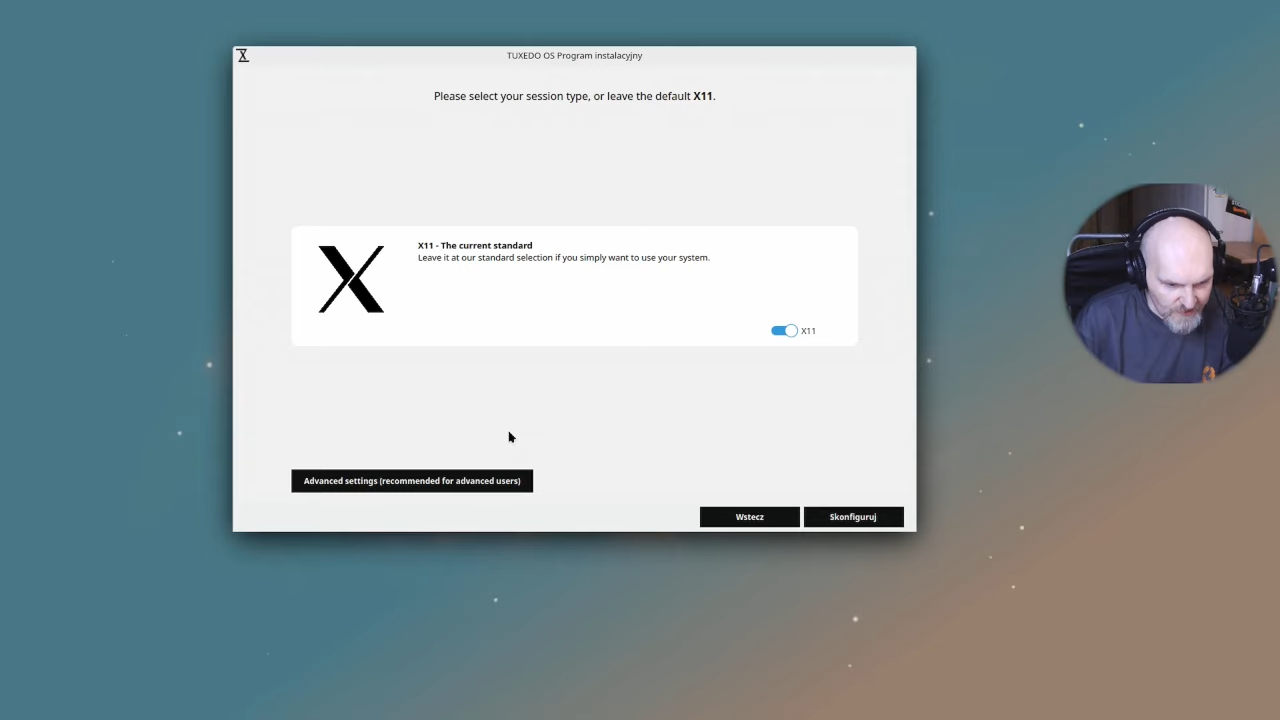 TUXEDO OS Program instalacyjny
Please select your session type, or leave the default X11.
X11 - The current standard
Leave it at our standard selection if you simply want to use your system.
X11
Advanced settings (recommended for advanced users)
Wstecz
Skonfiguruj